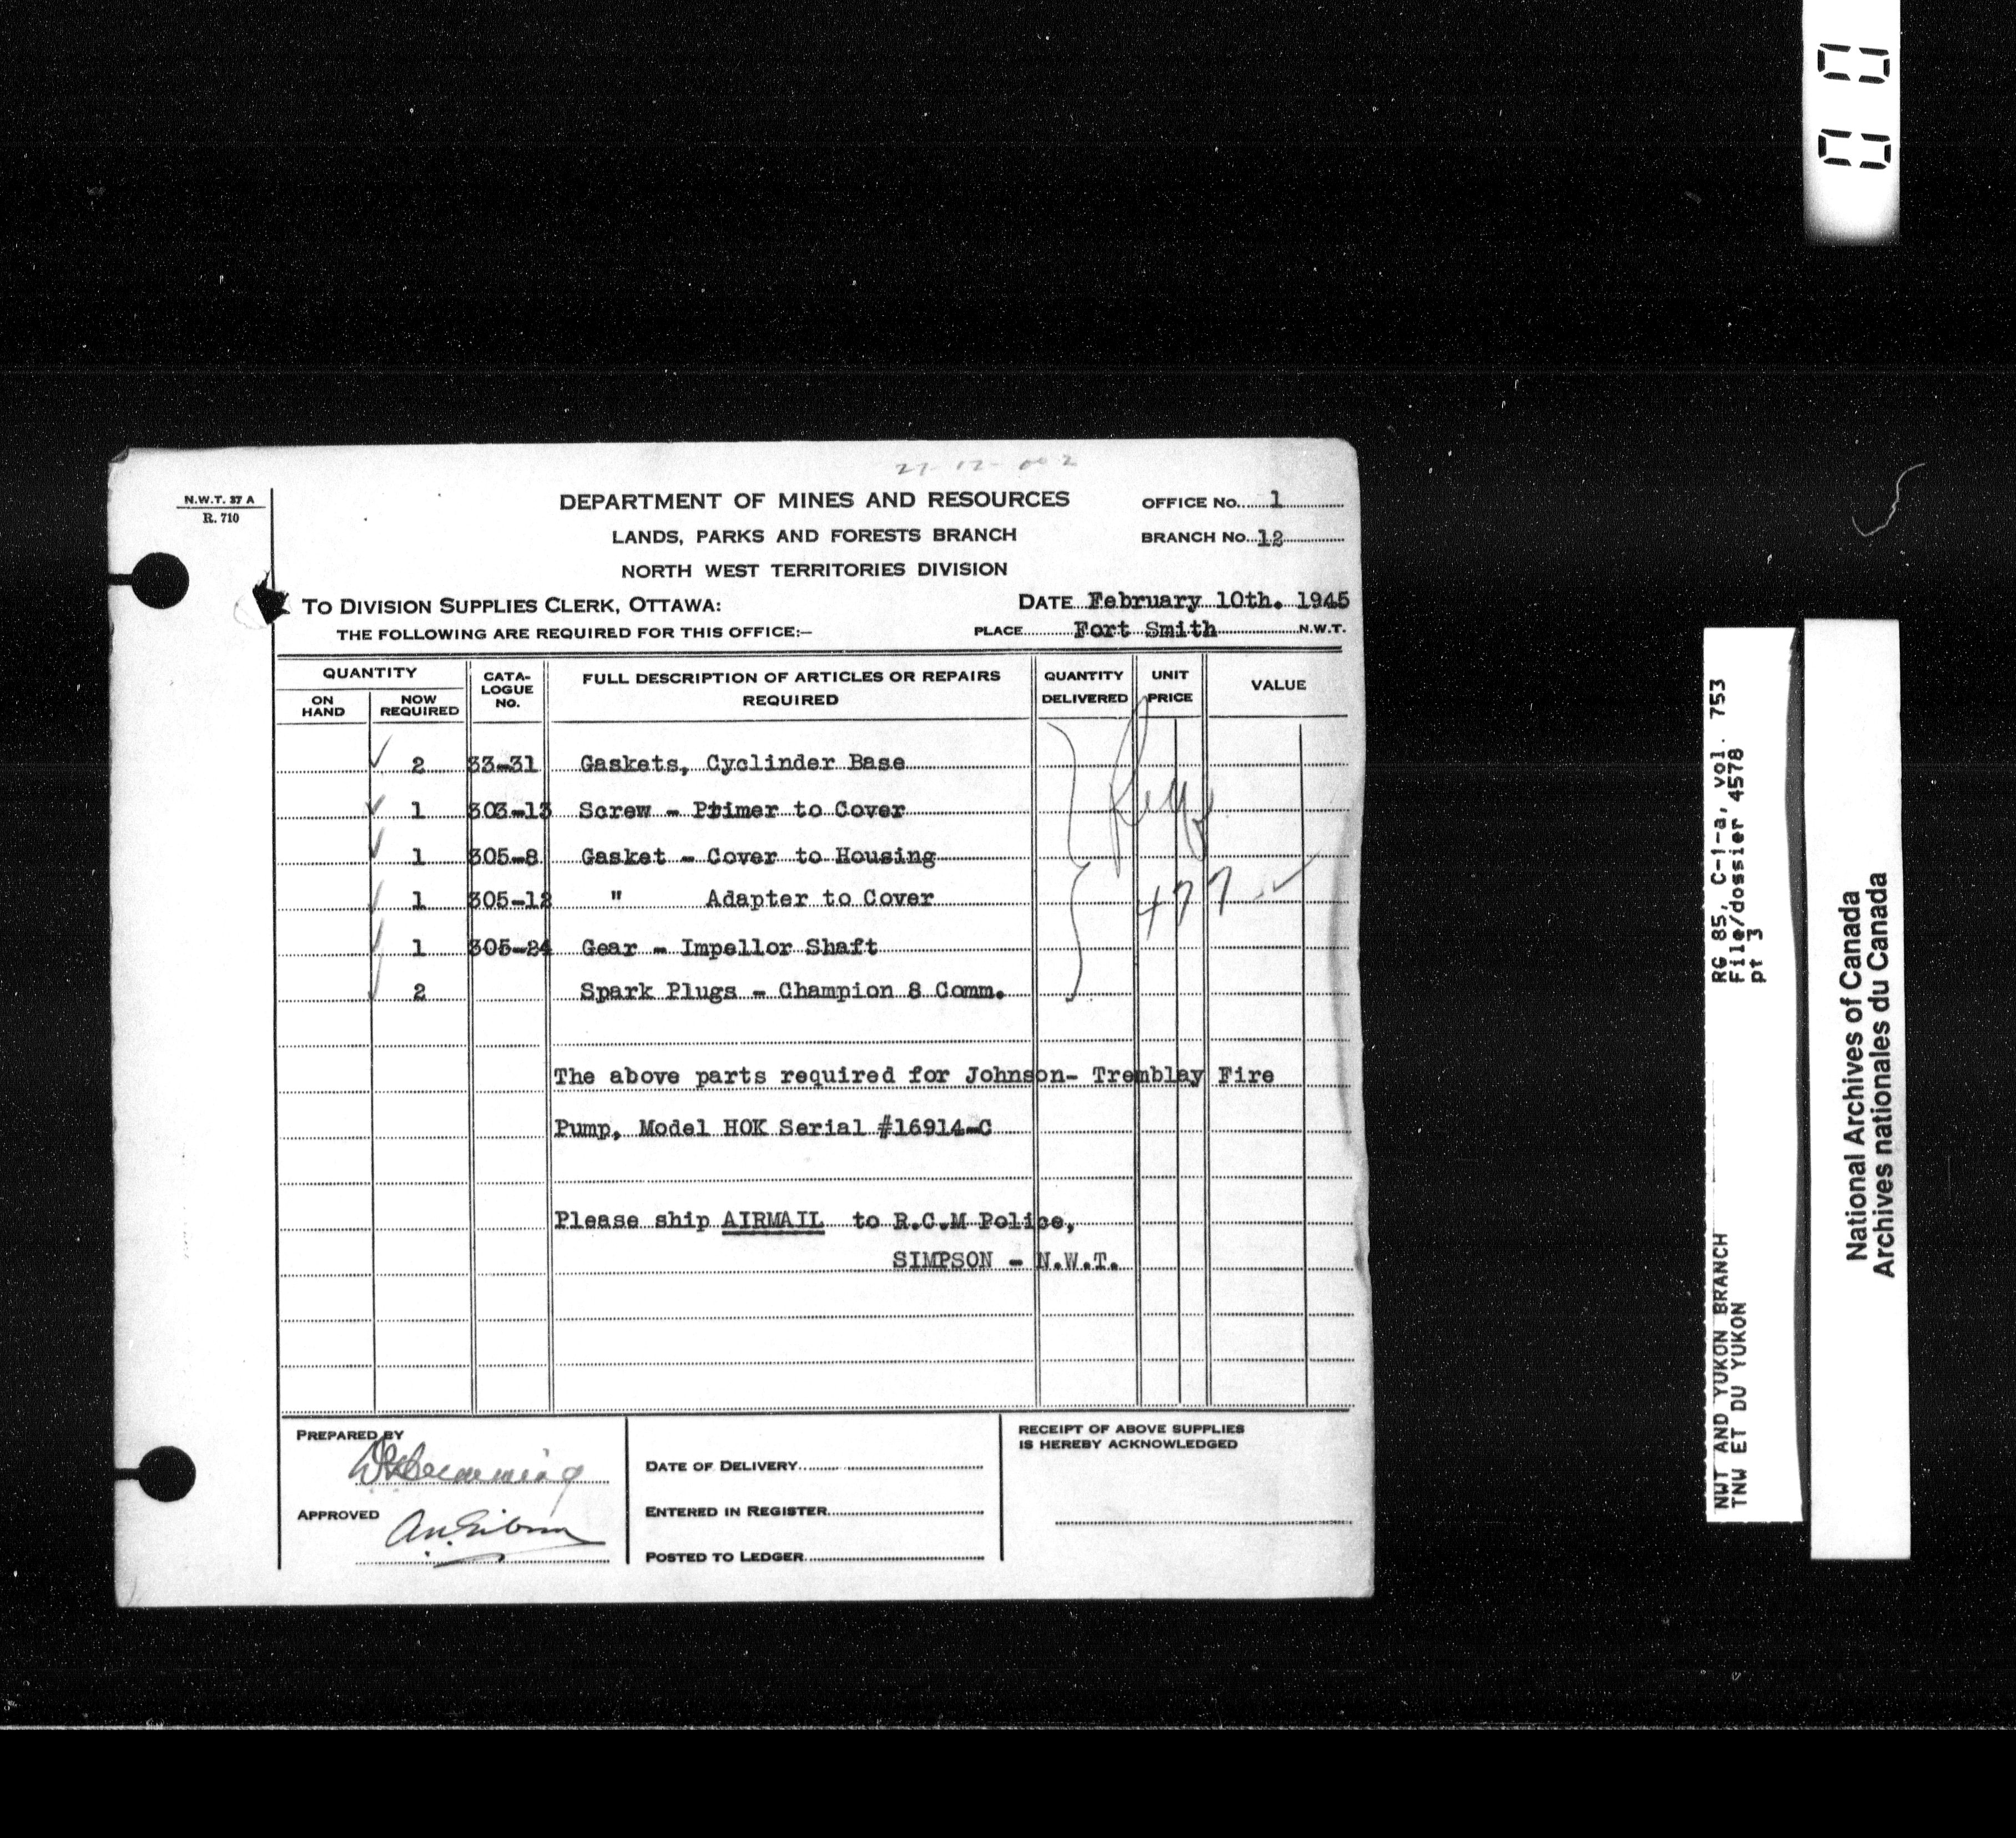 N.W.T. 37 A
R. 710
DEPARTMENT OF MINES AND RESOURCES
LANDS, PARKS AND FORESTS BRANCH
NORTH WEST TERRITORIES DIVISION
OFFICE No. 1
BRANCH No. 12
TO DIVISION SUPPLIES CLERK, OTTAWA:
DATE February 10th. 1945
THE FOLLOWING ARE REQUIRED FOR THIS OFFICE:—
PLACE Fort Smith N.W.T.
QUANTITY
ON HAND
NOW REQUIRED
CATA-LOGUE NO.
FULL DESCRIPTION OF ARTICLES OR REPAIRS REQUIRED
QUANTITY DELIVERED
UNIT PRICE
VALUE
2 33-31 Gaskets, Cyclinder Base
1 303-13 Screw - Primer to Cover
1 305-8 Gasket - Cover to Housing
1 305-12 " Adapter to Cover
1 305-24 Gear - Impellor Shaft
2 Spark Plugs - Champion 8 Comm.
477
The above parts required for Johnson- Tremblay Fire
Pump, Model HOK Serial #16914-C
Please ship AIRMAIL to R.C.M Police,
SIMPSON - N.W.T.
PREPARED BY
APPROVED
DATE OF DELIVERY
ENTERED IN REGISTER
POSTED TO LEDGER
RECEIPT OF ABOVE SUPPLIES
IS HEREBY ACKNOWLEDGED
RG 85, C-1-a, vol. 753
File/dossier 4578
pt 3
NWT AND YUKON BRANCH
TNW ET DU YUKON
National Archives of Canada
Archives nationales du Canada